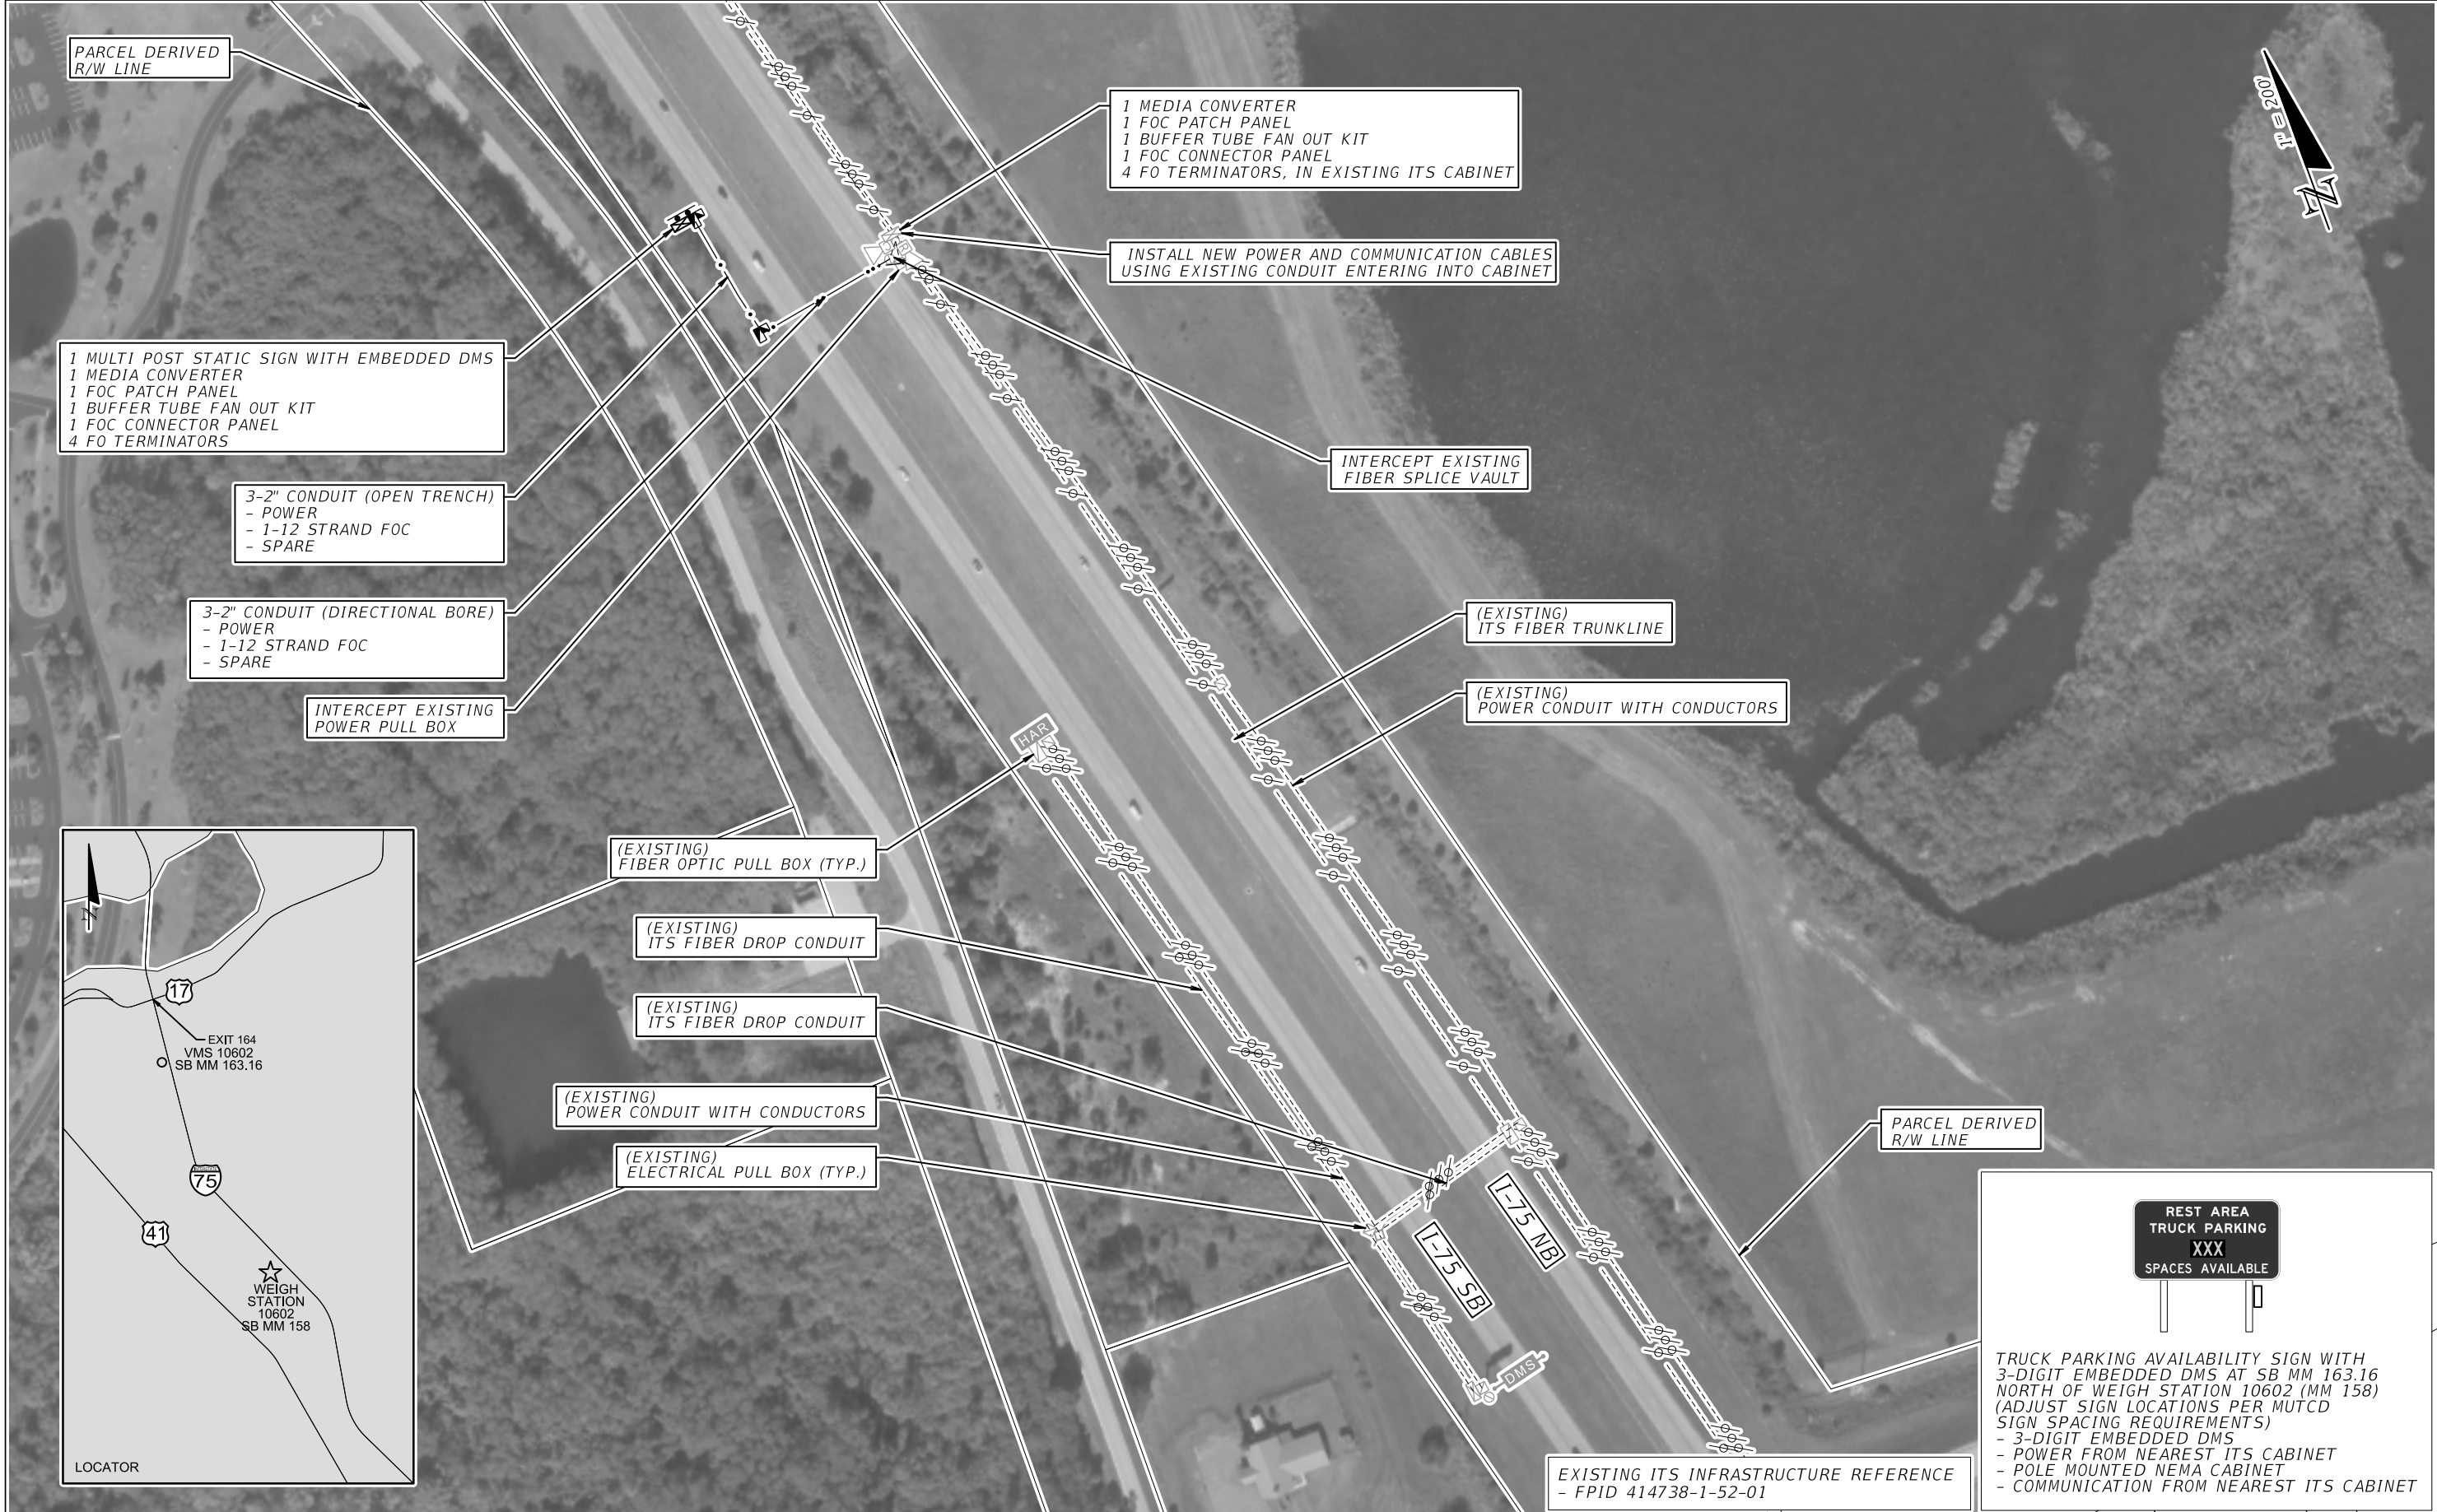 PARCEL DERIVED
R/W LINE
1 MEDIA CONVERTER
1 FOC PATCH PANEL
1 BUFFER TUBE FAN OUT KIT
1 FOC CONNECTOR PANEL
4 FO TERMINATORS, IN EXISTING ITS CABINET
1" = 200'
N
INSTALL NEW POWER AND COMMUNICATION CABLES
USING EXISTING CONDUIT ENTERING INTO CABINET
1 MULTI POST STATIC SIGN WITH EMBEDDED DMS
1 MEDIA CONVERTER
1 FOC PATCH PANEL
1 BUFFER TUBE FAN OUT KIT
1 FOC CONNECTOR PANEL
4 FO TERMINATORS
INTERCEPT EXISTING
FIBER SPLICE VAULT
3-2" CONDUIT (OPEN TRENCH)
- POWER
- 1-12 STRAND FOC
- SPARE
3-2" CONDUIT (DIRECTIONAL BORE)
- POWER
- 1-12 STRAND FOC
- SPARE
(EXISTING)
ITS FIBER TRUNKLINE
(EXISTING)
POWER CONDUIT WITH CONDUCTORS
INTERCEPT EXISTING
POWER PULL BOX
HAR
(EXISTING)
FIBER OPTIC PULL BOX (TYP.)
(EXISTING)
ITS FIBER DROP CONDUIT
(EXISTING)
ITS FIBER DROP CONDUIT
(EXISTING)
POWER CONDUIT WITH CONDUCTORS
(EXISTING)
ELECTRICAL PULL BOX (TYP.)
I-75 NB
I-75 SB
DMS
PARCEL DERIVED
R/W LINE
N
17
EXIT 164
VMS 10602
SB MM 163.16
75
41
WEIGH
STATION
10602
SB MM 158
LOCATOR
REST AREA
TRUCK PARKING
XXX
SPACES AVAILABLE
TRUCK PARKING AVAILABILITY SIGN WITH
3-DIGIT EMBEDDED DMS AT SB MM 163.16
NORTH OF WEIGH STATION 10602 (MM 158)
(ADJUST SIGN LOCATIONS PER MUTCD
SIGN SPACING REQUIREMENTS)
- 3-DIGIT EMBEDDED DMS
- POWER FROM NEAREST ITS CABINET
- POLE MOUNTED NEMA CABINET
- COMMUNICATION FROM NEAREST ITS CABINET
EXISTING ITS INFRASTRUCTURE REFERENCE
- FPID 414738-1-52-01